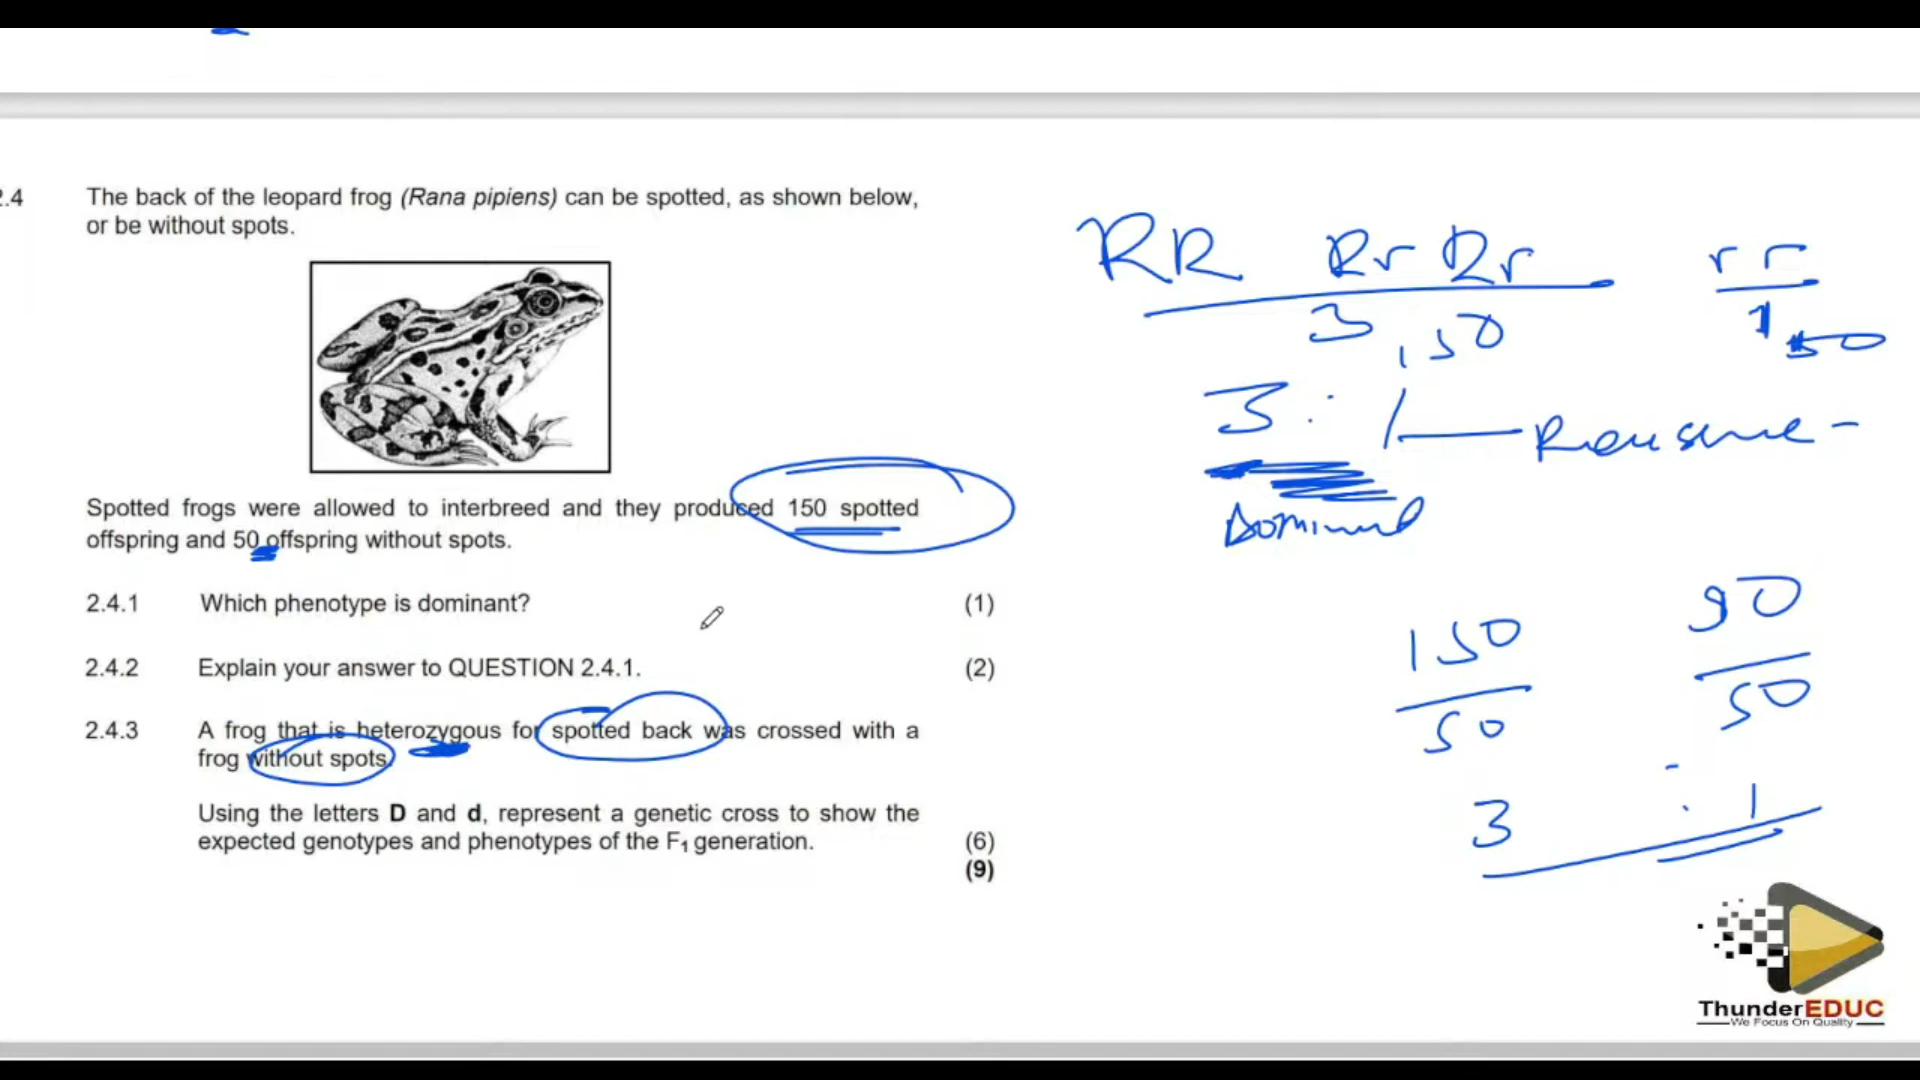 2.4 The back of the leopard frog (Rana pipiens) can be spotted, as shown below,
or be without spots.
Spotted frogs were allowed to interbreed and they produced 150 spotted
offspring and 50 offspring without spots.
2.4.1 Which phenotype is dominant? (1)
2.4.2 Explain your answer to QUESTION 2.4.1. (2)
2.4.3 A frog that is heterozygous for spotted back was crossed with a
frog without spots.
Using the letters D and d, represent a genetic cross to show the
expected genotypes and phenotypes of the F1 generation. (6)
(9)
RR Rr Rr rr
3 1
150 50
3 : 1
150 50
50 50
3 : 1
ThunderEDUC
We Focus On Quality